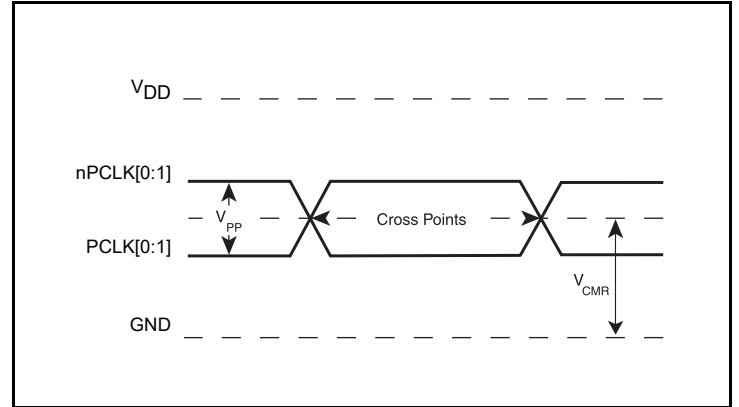 VDD
nPCLK[0:1]
VPP
Cross Points
PCLK[0:1]
VCMR
GND